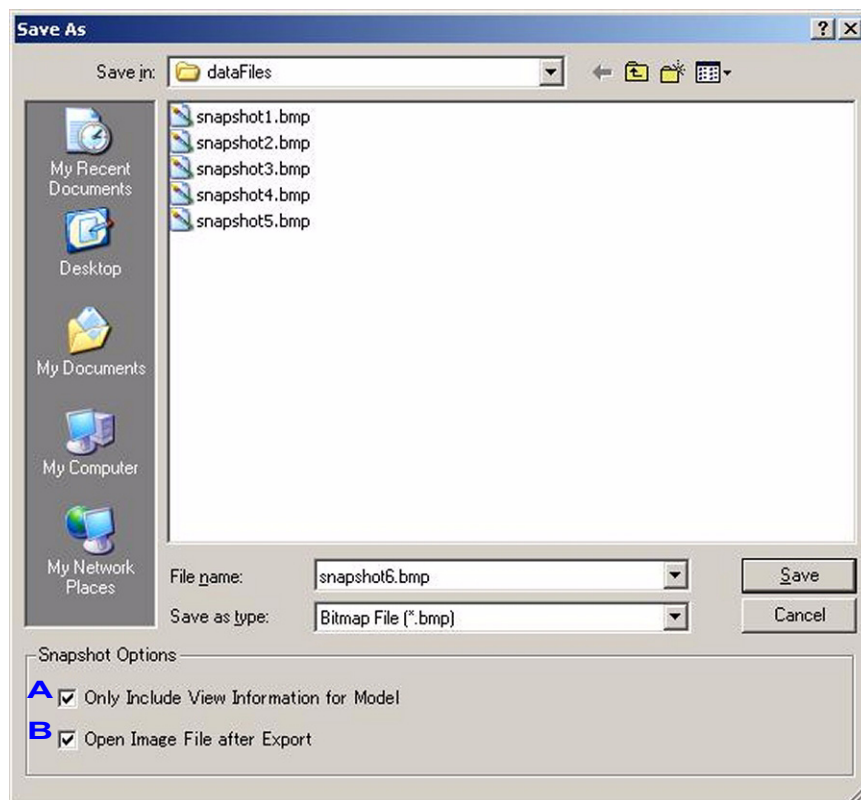 Save As
Save in: dataFiles
snapshot1.bmp
snapshot2.bmp
snapshot3.bmp
snapshot4.bmp
snapshot5.bmp
My Recent
Documents
Desktop
My Documents
My Computer
My Network
Places
File name: snapshot6.bmp Save
Save as type: Bitmap File (*.bmp) Cancel
Snapshot Options
A Only Include View Information for Model
B Open Image File after Export